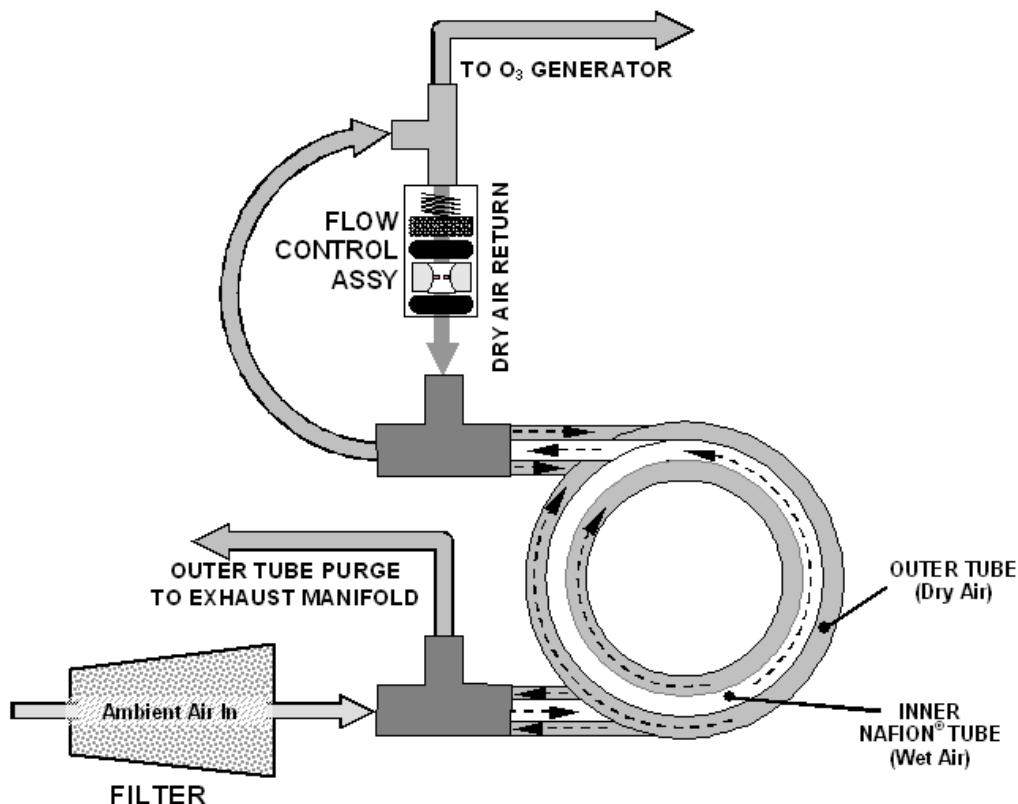 TO O₃ GENERATOR
FLOW
CONTROL
ASSY
DRY AIR RETURN
OUTER TUBE PURGE
TO EXHAUST MANIFOLD
OUTER TUBE
(Dry Air)
Ambient Air In
INNER
NAFION® TUBE
(Wet Air)
FILTER